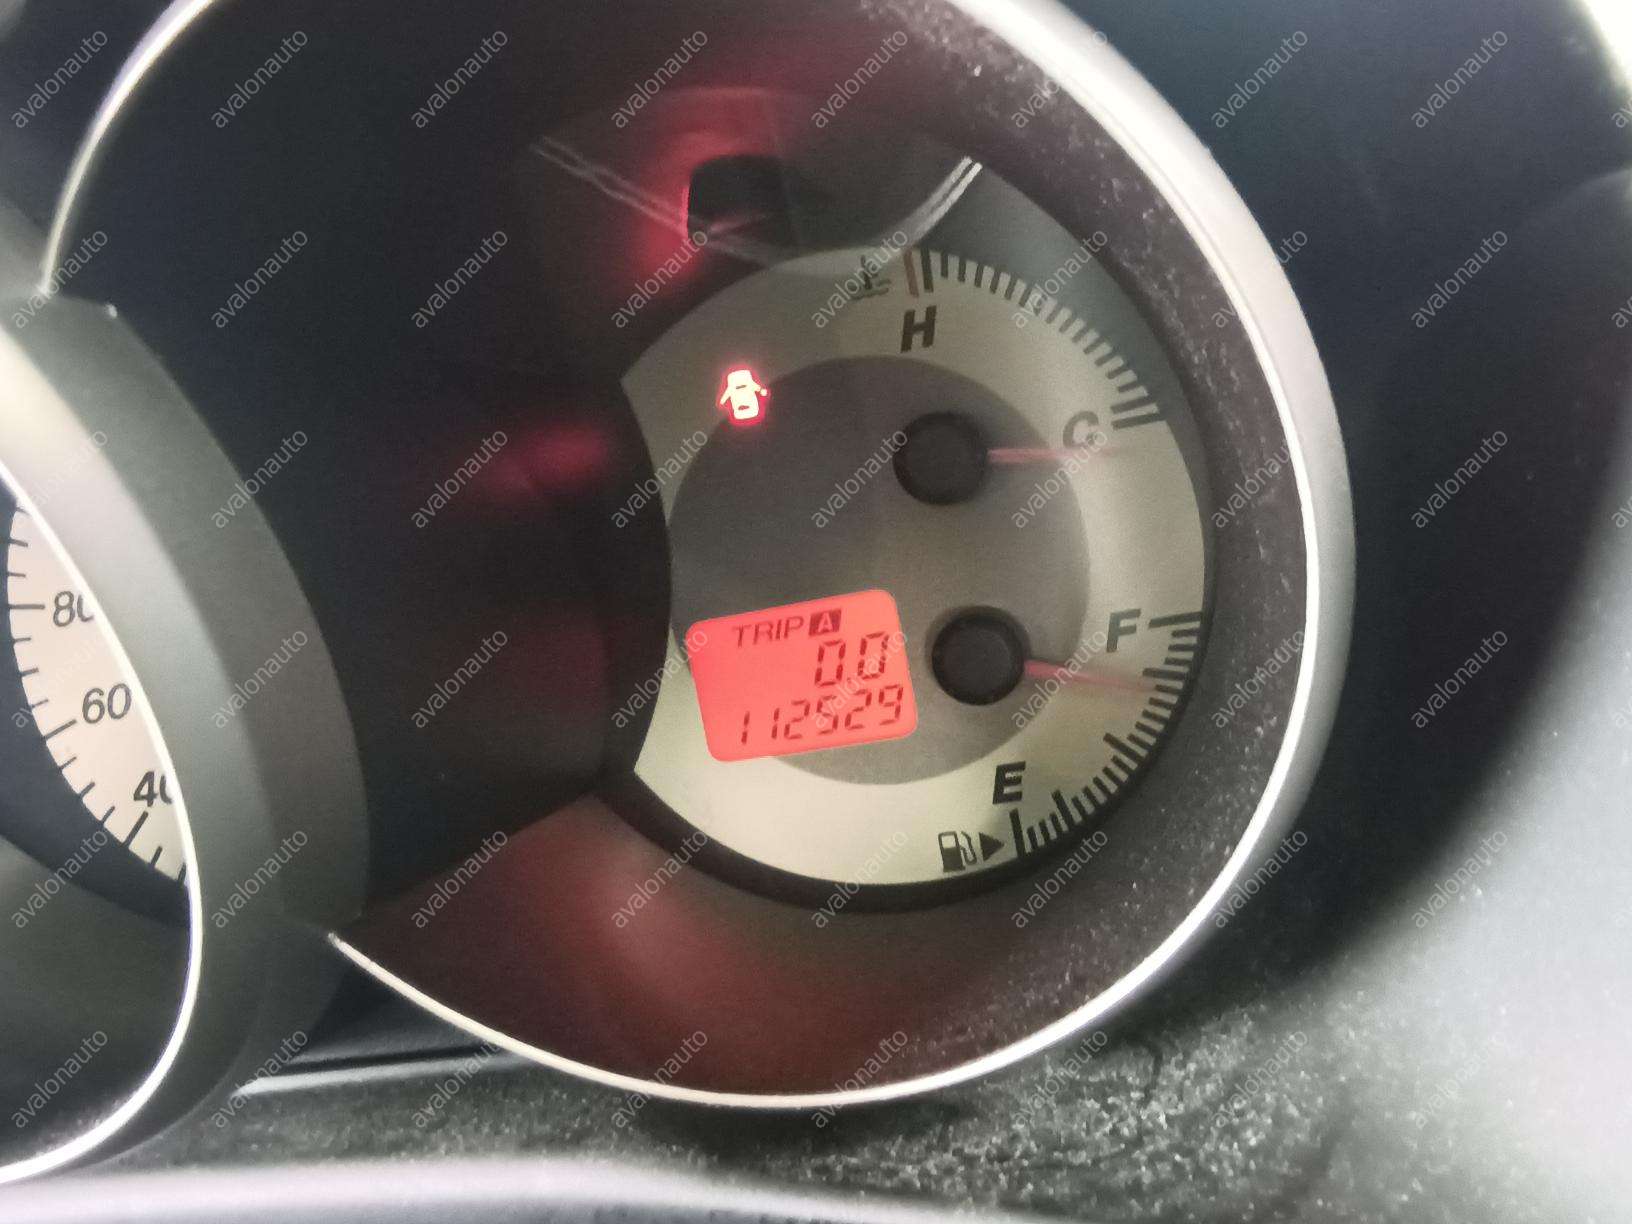 H
C
TRIP A
0.0
112529
F
E
80
60
40
avalonauto